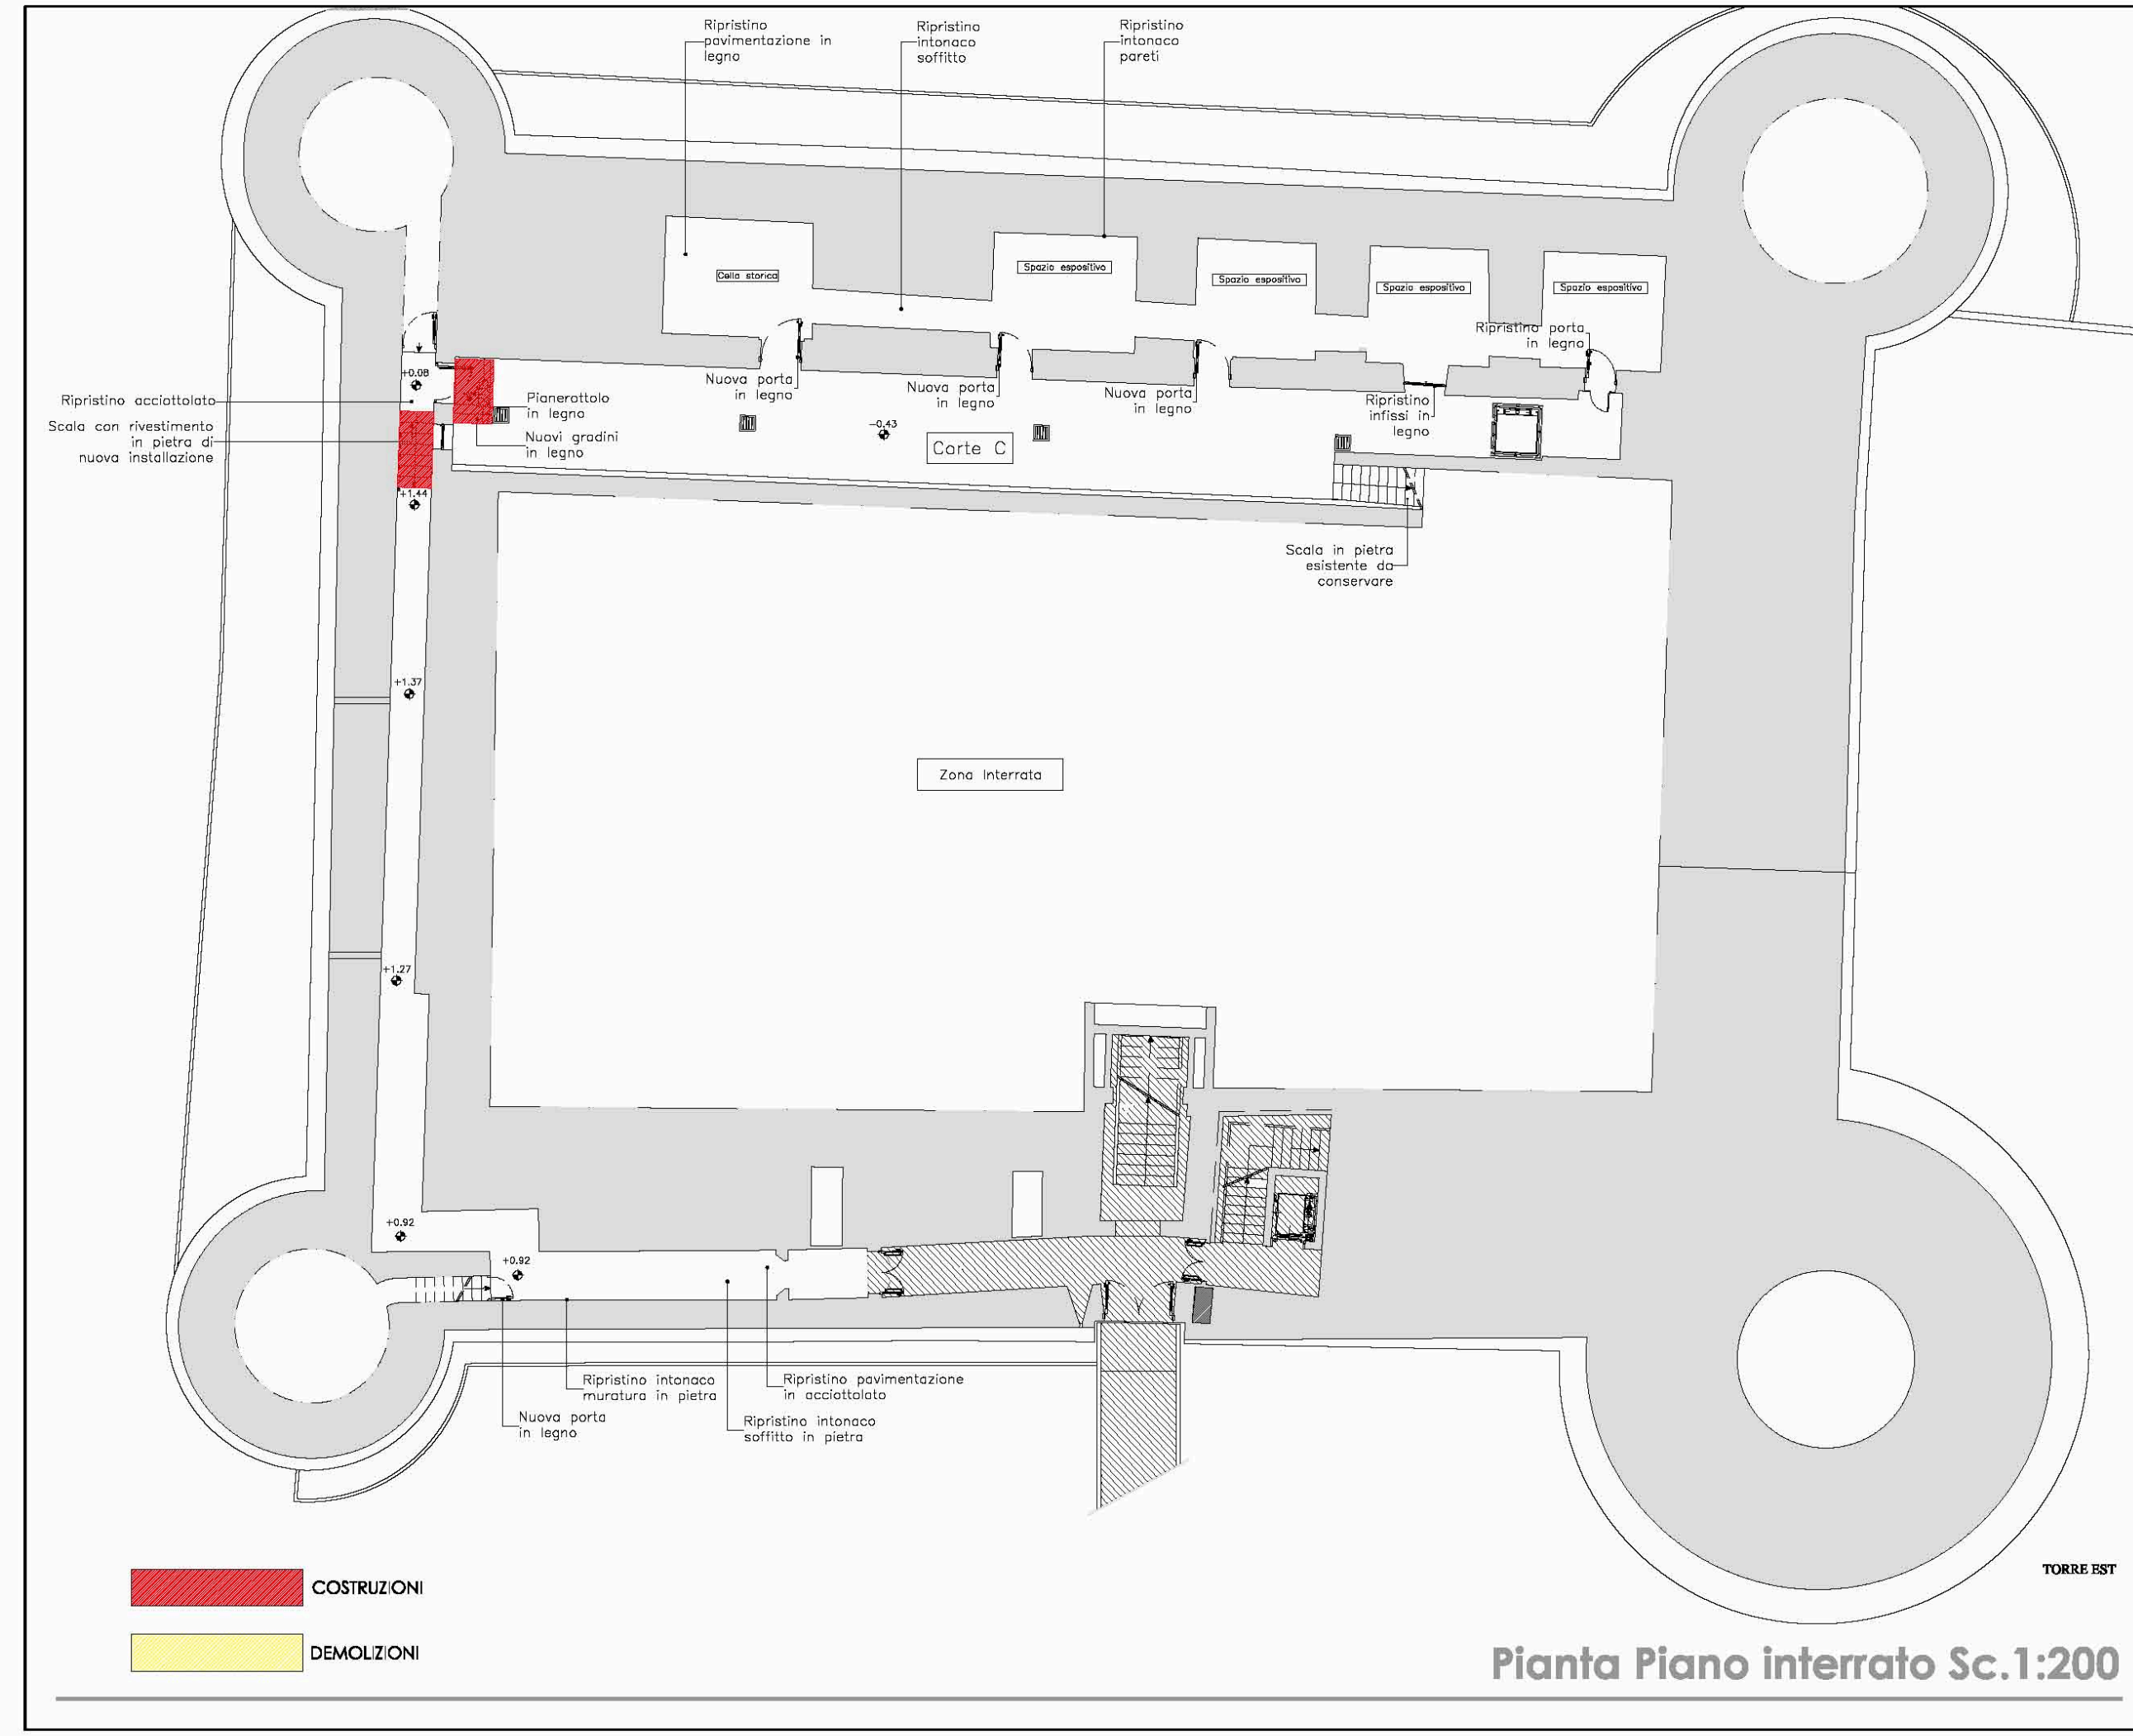 Ripristino
pavimentazione in
legno
Ripristino
intonaco
soffitto
Ripristino
intonaco
pareti
Cella storica
Spazio espositivo
Spazio espositivo
Spazio espositivo
Spazio espositivo
Ripristino porta
in legno
+0.08
Ripristino acciottolato
Scala con rivestimento
in pietra di
nuova installazione
Pianerottolo
in legno
Nuovi gradini
in legno
Nuova porta
in legno
Nuova porta
in legno
Nuova porta
in legno
Ripristino
infissi in
legno
-0.43
Corte C
+1.44
Scala in pietra
esistente da
conservare
+1.37
Zona Interrata
+1.27
+0.92
+0.92
Ripristino intonaco
muratura in pietra
Ripristino pavimentazione
in acciottolato
Nuova porta
in legno
Ripristino intonaco
soffitto in pietra
COSTRUZIONI
DEMOLIZIONI
TORRE EST
Pianta Piano interrato Sc.1:200